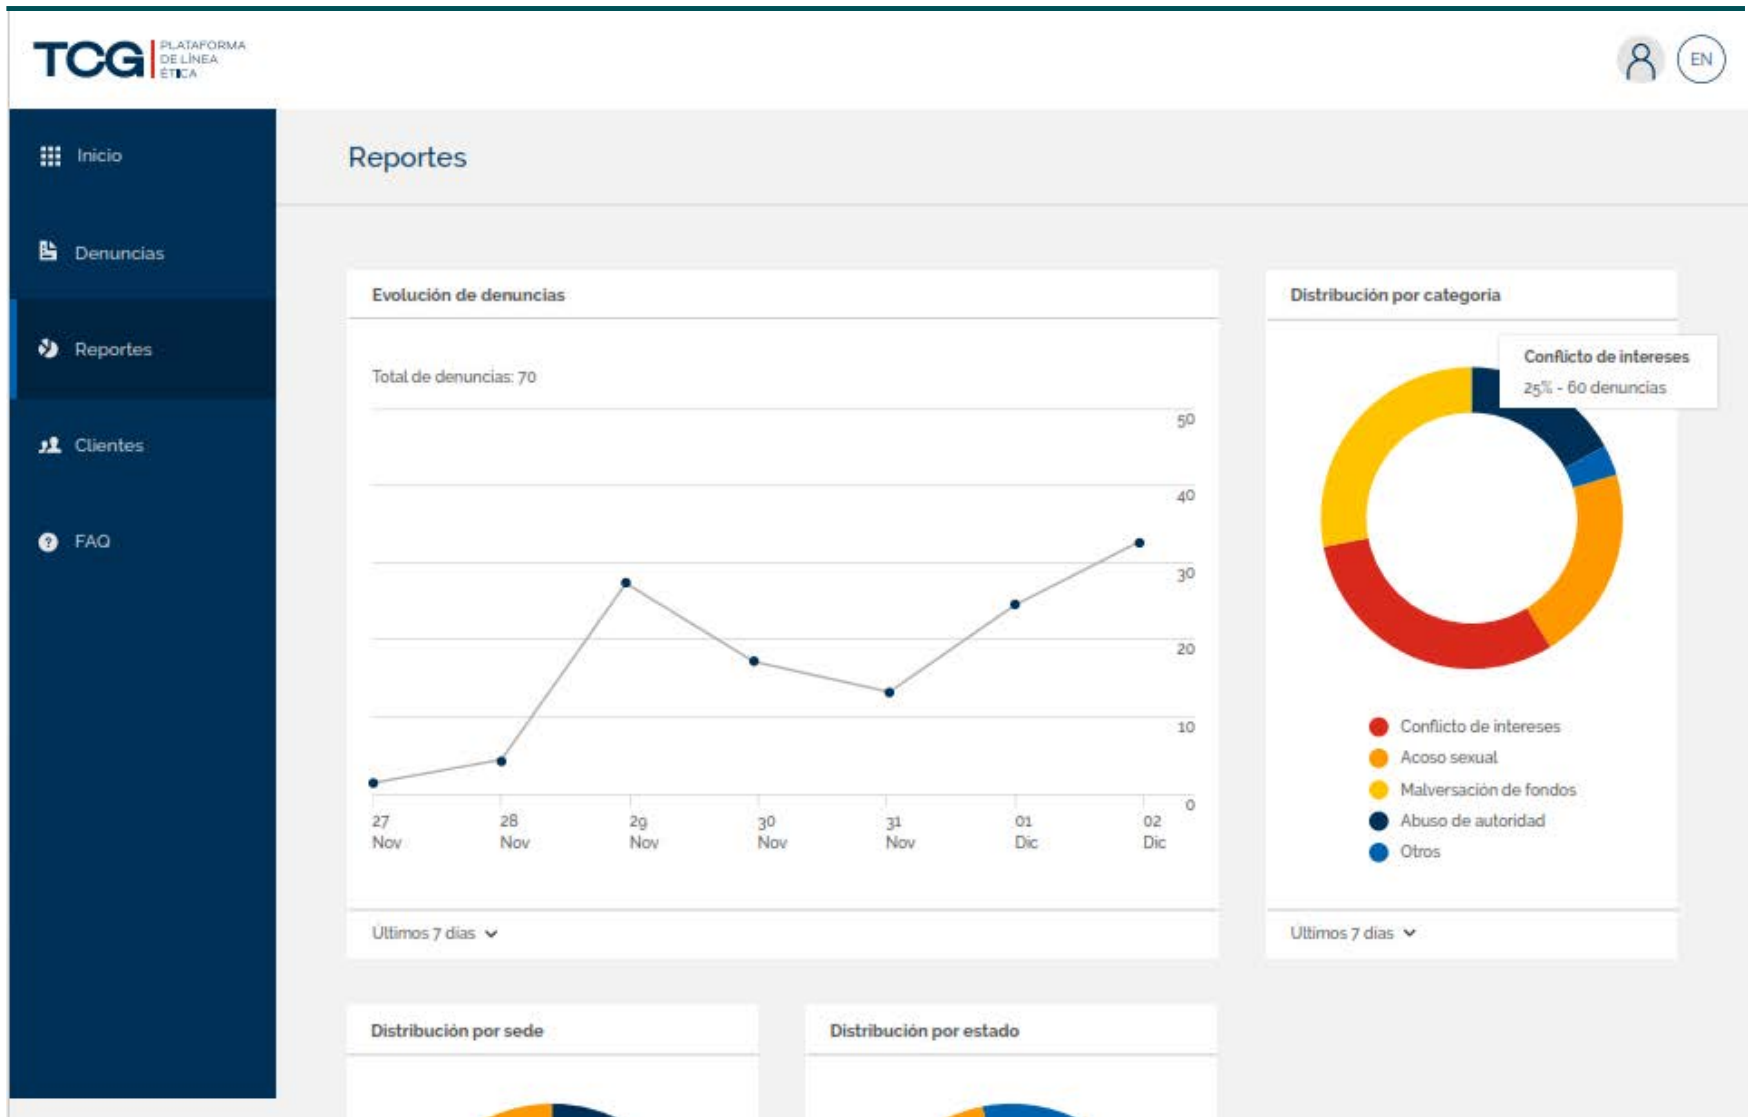 TCG
PLATAFORMA
DE LÍNEA
ÉTICA
EN
Inicio
Denuncias
Reportes
Clientes
FAQ
Reportes
Evolución de denuncias
Total de denuncias: 70
50
40
30
20
10
0
27
Nov
28
Nov
29
Nov
30
Nov
31
Nov
01
Dic
02
Dic
Últimos 7 días
Distribución por categoria
Conflicto de intereses
25% - 60 denuncias
Conflicto de intereses
Acoso sexual
Malversación de fondos
Abuso de autoridad
Otros
Últimos 7 días
Distribución por sede
Distribución por estado